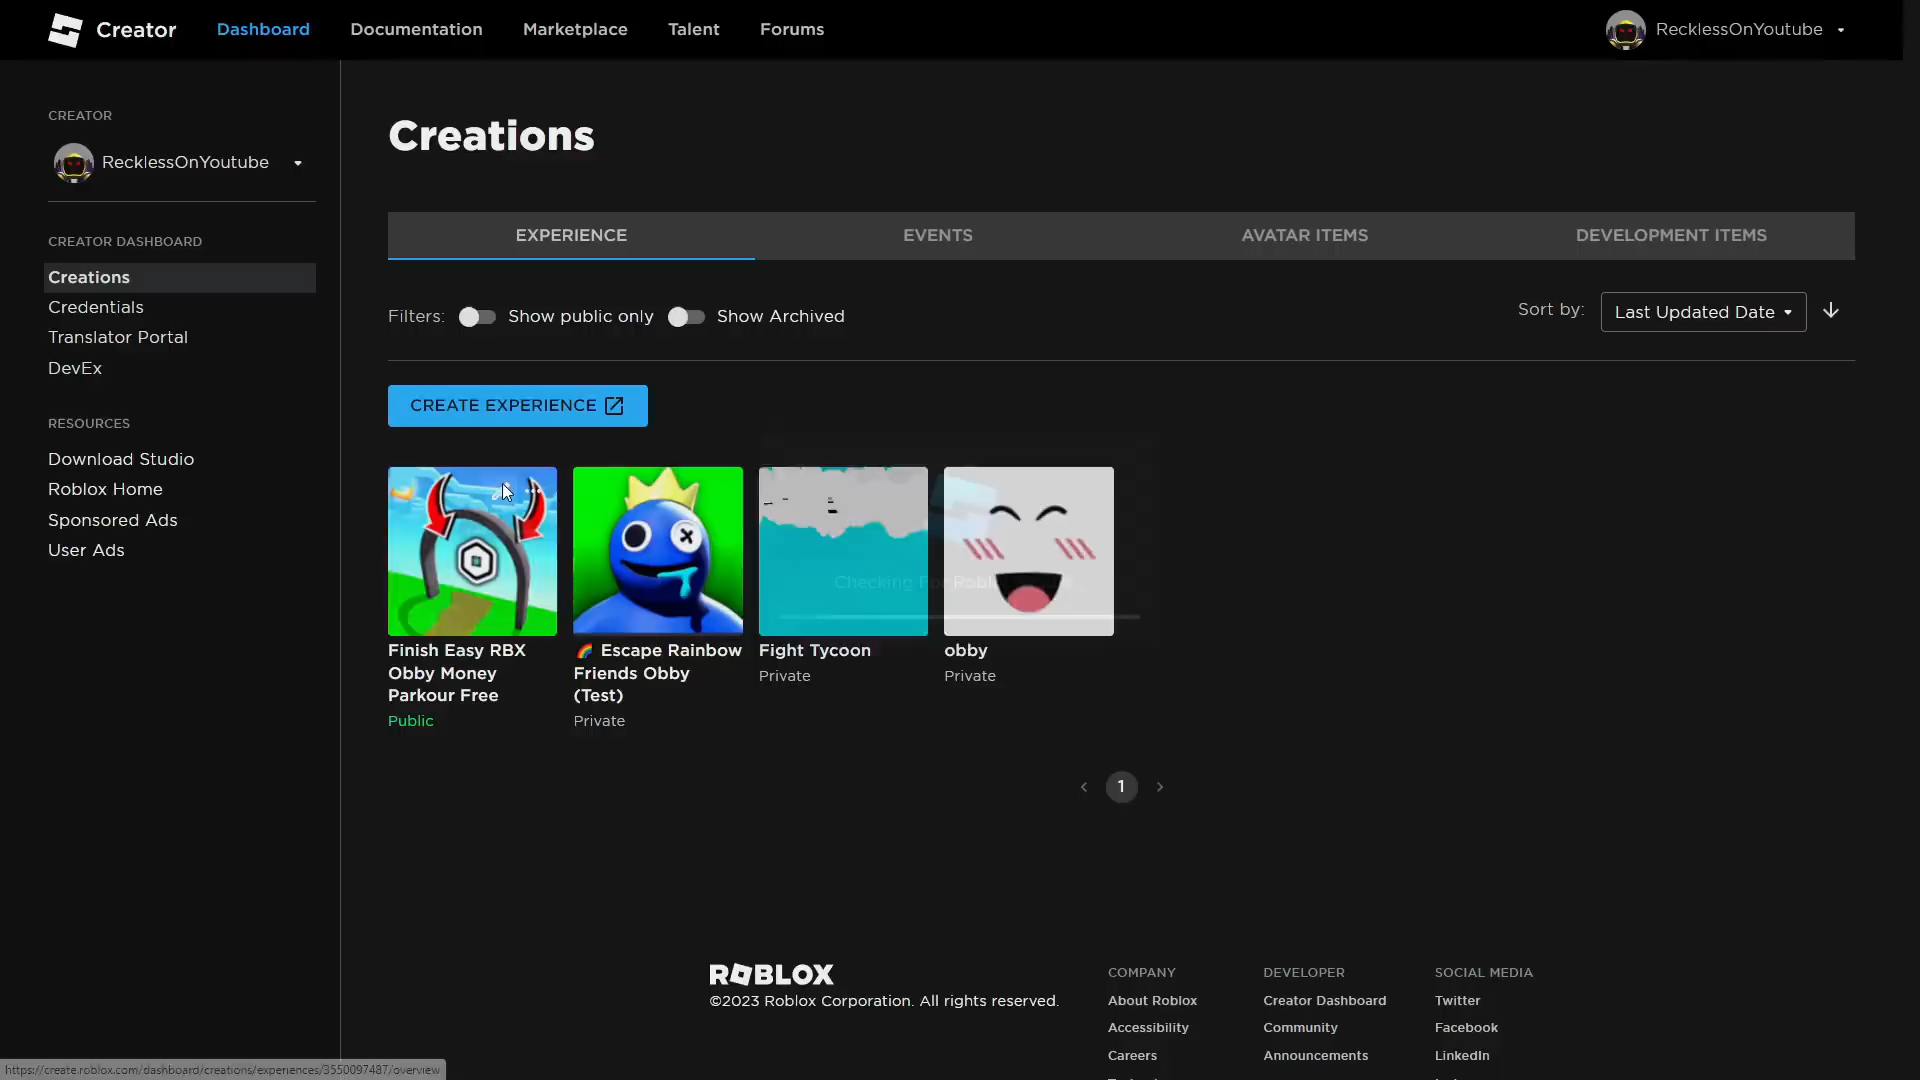 Creator
Dashboard
Documentation
Marketplace
Talent
Forums
RecklessOnYoutube
CREATOR
RecklessOnYoutube
CREATOR DASHBOARD
Creations
Credentials
Translator Portal
DevEx
RESOURCES
Download Studio
Roblox Home
Sponsored Ads
User Ads
Creations
EXPERIENCE
EVENTS
AVATAR ITEMS
DEVELOPMENT ITEMS
Filters:
Show public only
Show Archived
Sort by:
Last Updated Date
CREATE EXPERIENCE
Checking For
Finish Easy RBX
Obby Money
Parkour Free
Public
🌈 Escape Rainbow
Friends Obby
(Test)
Private
Fight Tycoon
Private
obby
Private
1
ROBLOX
©2023 Roblox Corporation. All rights reserved.
COMPANY
About Roblox
Accessibility
Careers
DEVELOPER
Creator Dashboard
Community
Announcements
SOCIAL MEDIA
Twitter
Facebook
LinkedIn
https://create.roblox.com/dashboard/creations/experiences/3550097487/overview